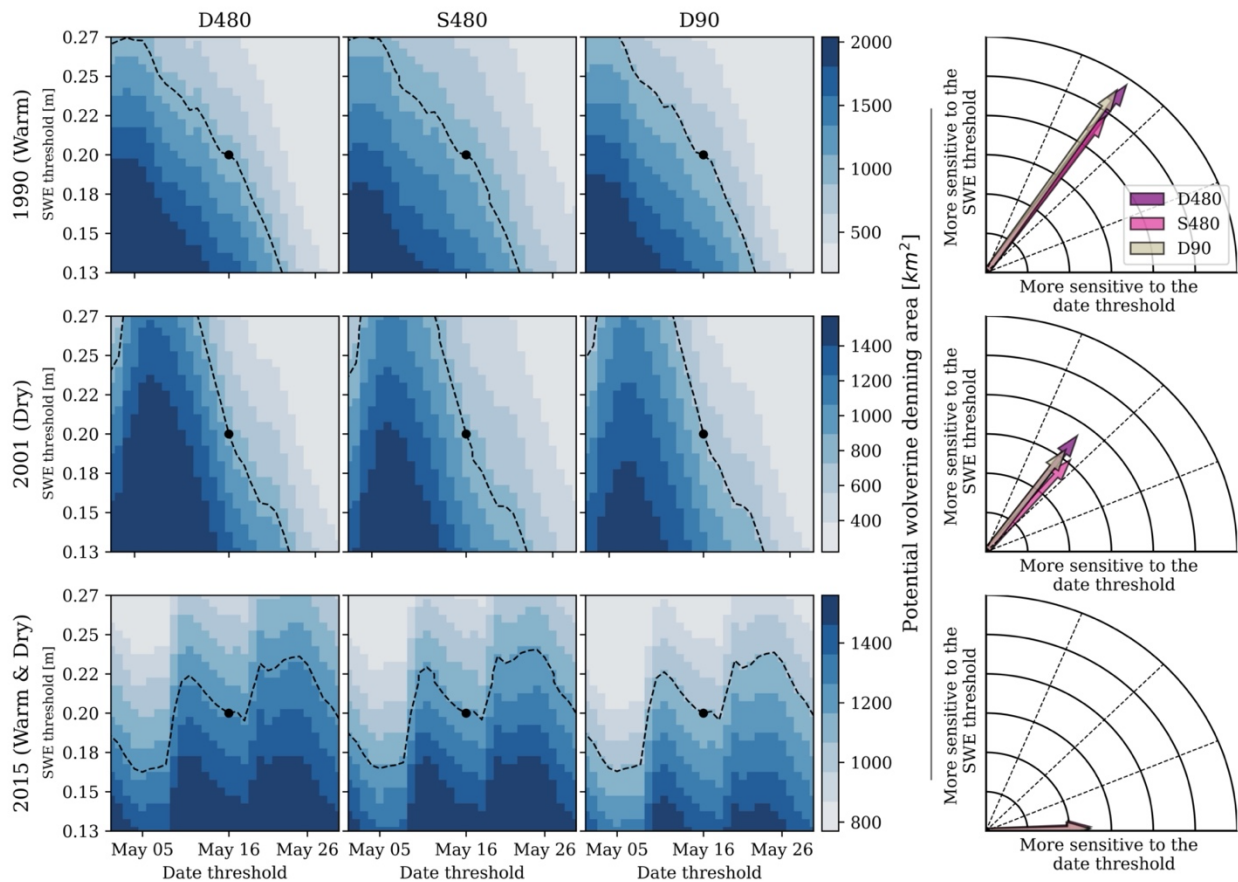 D480 S480 D90
1990 (Warm)
SWE threshold [m]
0.27
0.25
0.22
0.20
0.18
0.15
0.13
2000
1500
1000
500
More sensitive to the
SWE threshold
D480
S480
D90
More sensitive to the
date threshold
2001 (Dry)
SWE threshold [m]
0.27
0.25
0.22
0.20
0.18
0.15
0.13
1400
1200
1000
800
600
400
Potential wolverine denning area [km²]
More sensitive to the
SWE threshold
More sensitive to the
date threshold
2015 (Warm & Dry)
SWE threshold [m]
0.27
0.25
0.22
0.20
0.18
0.15
0.13
1400
1200
1000
800
More sensitive to the
SWE threshold
More sensitive to the
date threshold
May 05 May 16 May 26 May 05 May 16 May 26 May 05 May 16 May 26
Date threshold Date threshold Date threshold